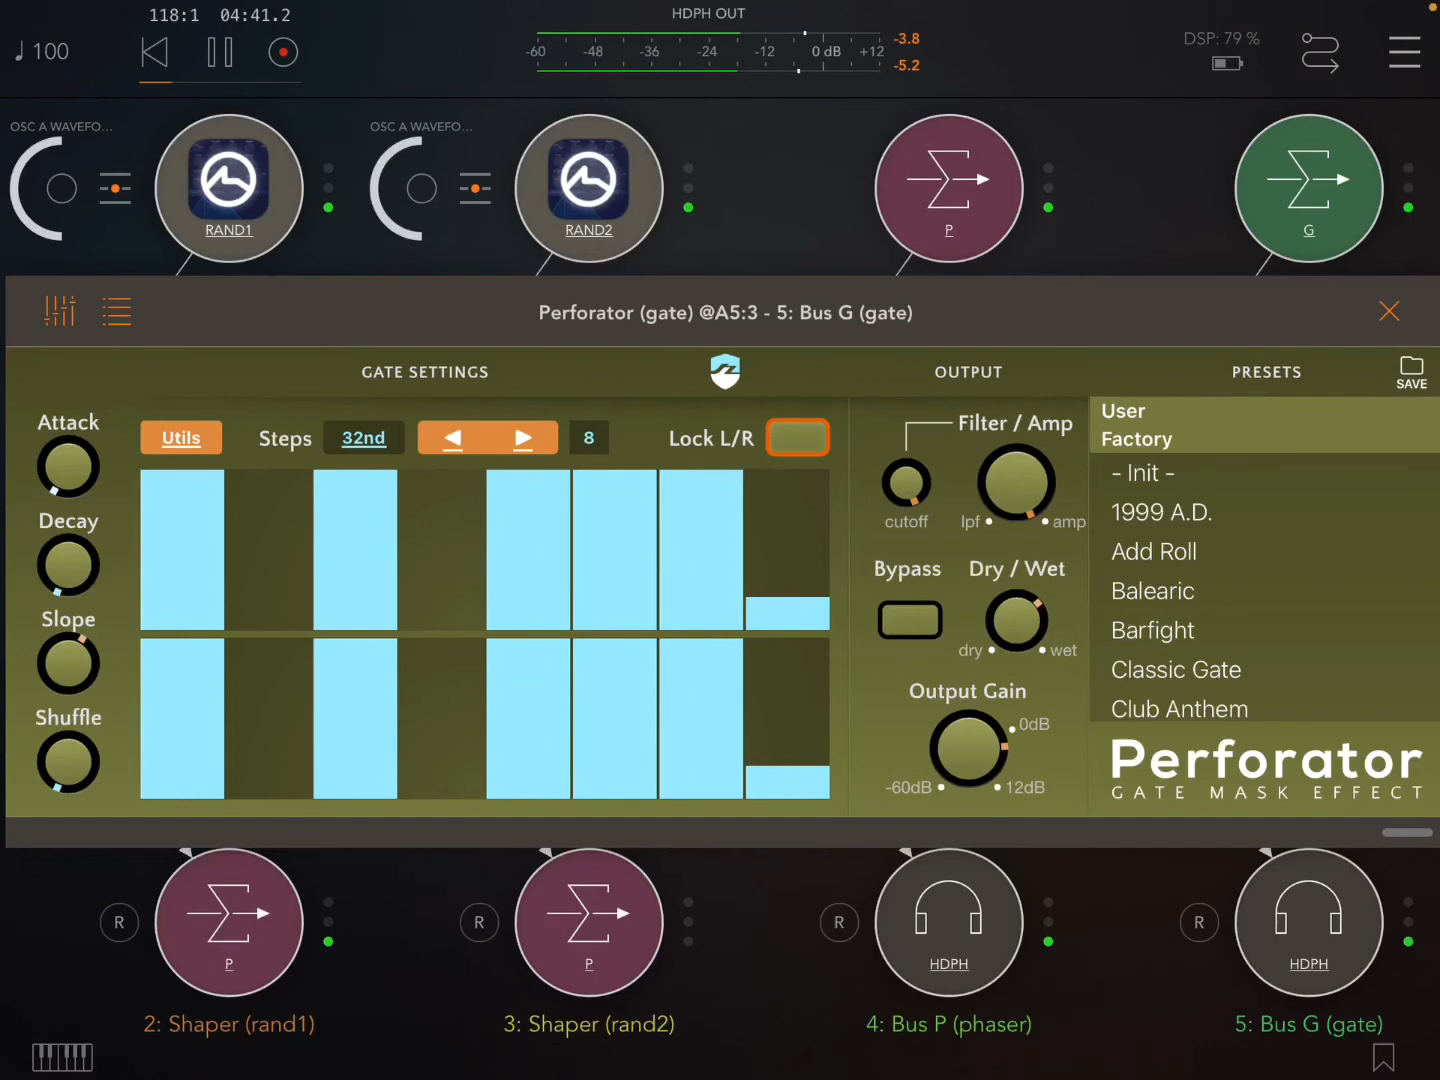 118:1 04:41.2
HDPH OUT
♩ 100
-60 -48 -36 -24 -12 0 dB +12
-3.8
-5.2
DSP: 79 %
OSC A WAVEFO...
OSC A WAVEFO...
RAND1
RAND2
P
G
Perforator (gate) @A5:3 - 5: Bus G (gate)
GATE SETTINGS
OUTPUT
PRESETS
SAVE
Attack
Decay
Slope
Shuffle
Utils
Steps
32nd
8
Lock L/R
Filter / Amp
cutoff
lpf
amp
Bypass
Dry / Wet
dry
wet
Output Gain
0dB
-60dB
12dB
User
Factory
- Init -
1999 A.D.
Add Roll
Balearic
Barfight
Classic Gate
Club Anthem
Perforator
GATE MASK EFFECT
R
P
R
P
R
HDPH
R
HDPH
2: Shaper (rand1)
3: Shaper (rand2)
4: Bus P (phaser)
5: Bus G (gate)